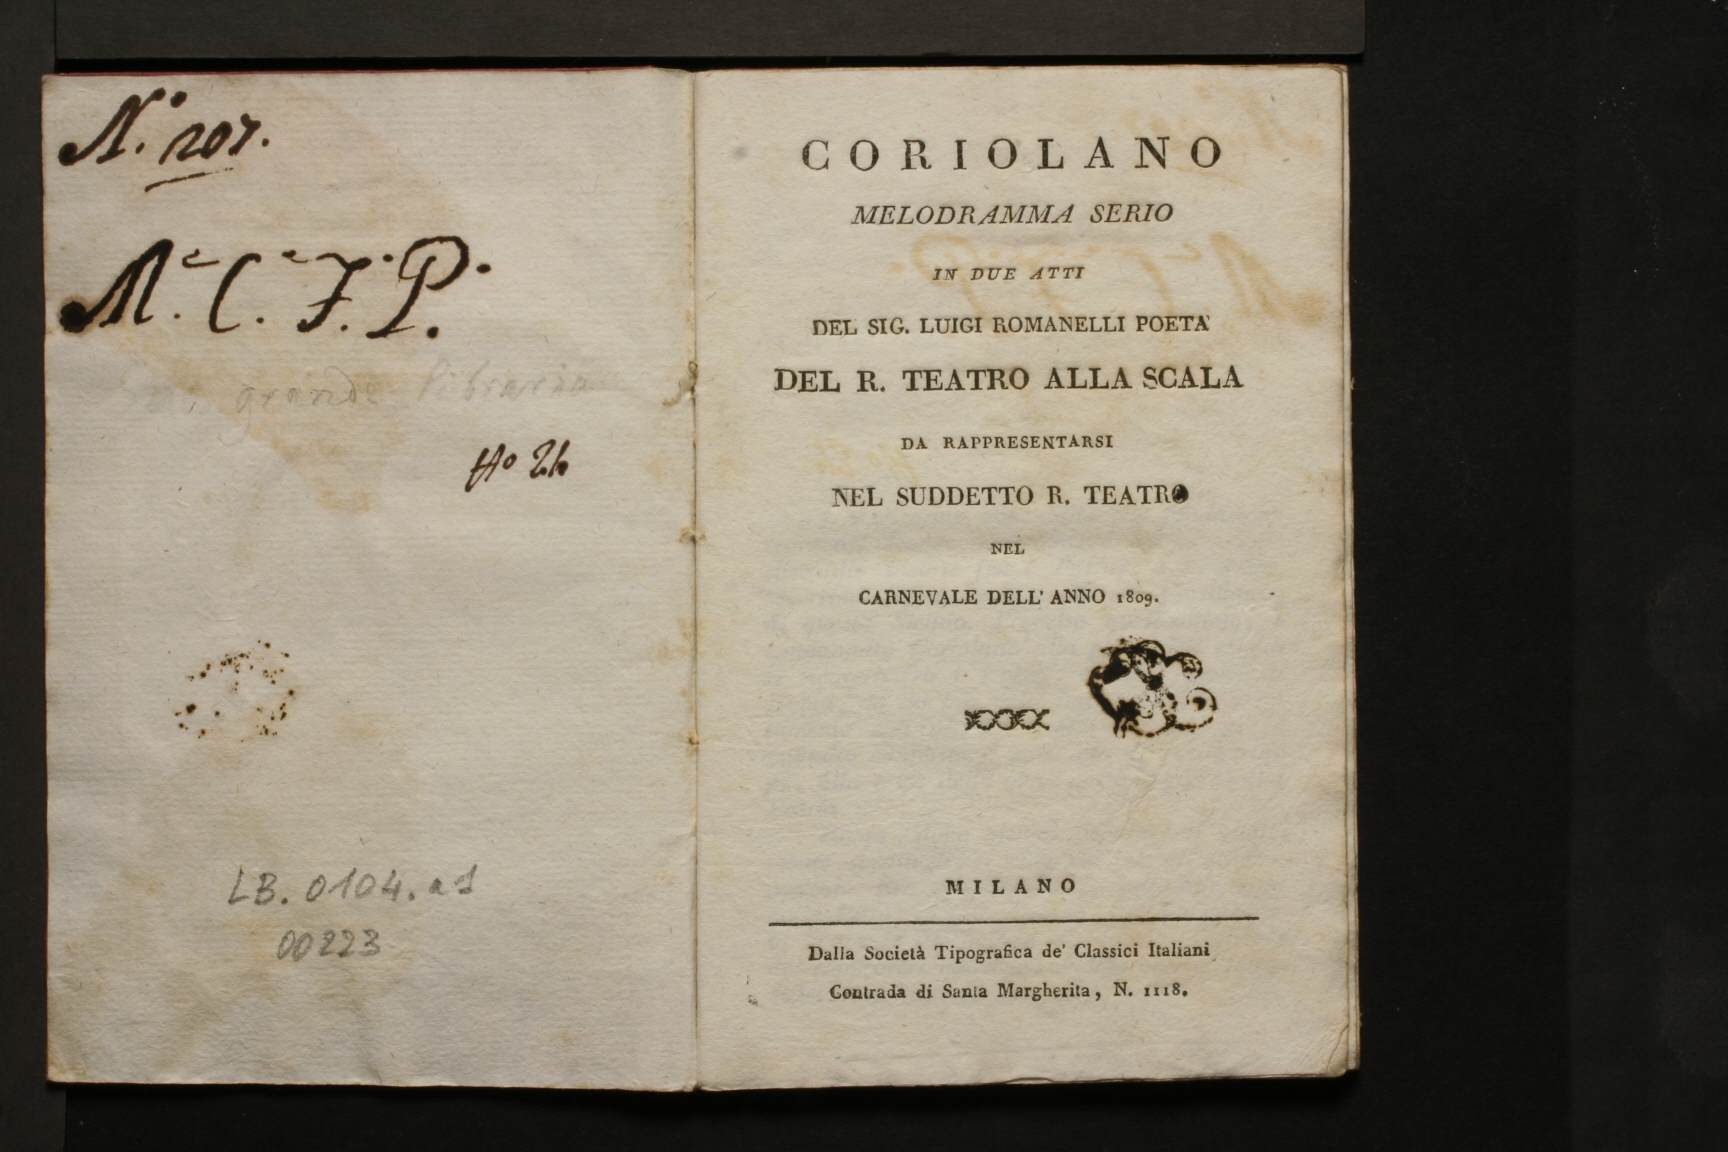 N.° 207.
M.e C.e F. P.
grande libreria
LB. 0104. a1
00223
CORIOLANO
MELODRAMMA SERIO
IN DUE ATTI
DEL SIG. LUIGI ROMANELLI POETA
DEL R. TEATRO ALLA SCALA
DA RAPPRESENTARSI
NEL SUDDETTO R. TEATRO
NEL
CARNEVALE DELL' ANNO 1809.
MILANO
Dalla Società Tipografica de' Classici Italiani
Contrada di Santa Margherita, N. 1118.